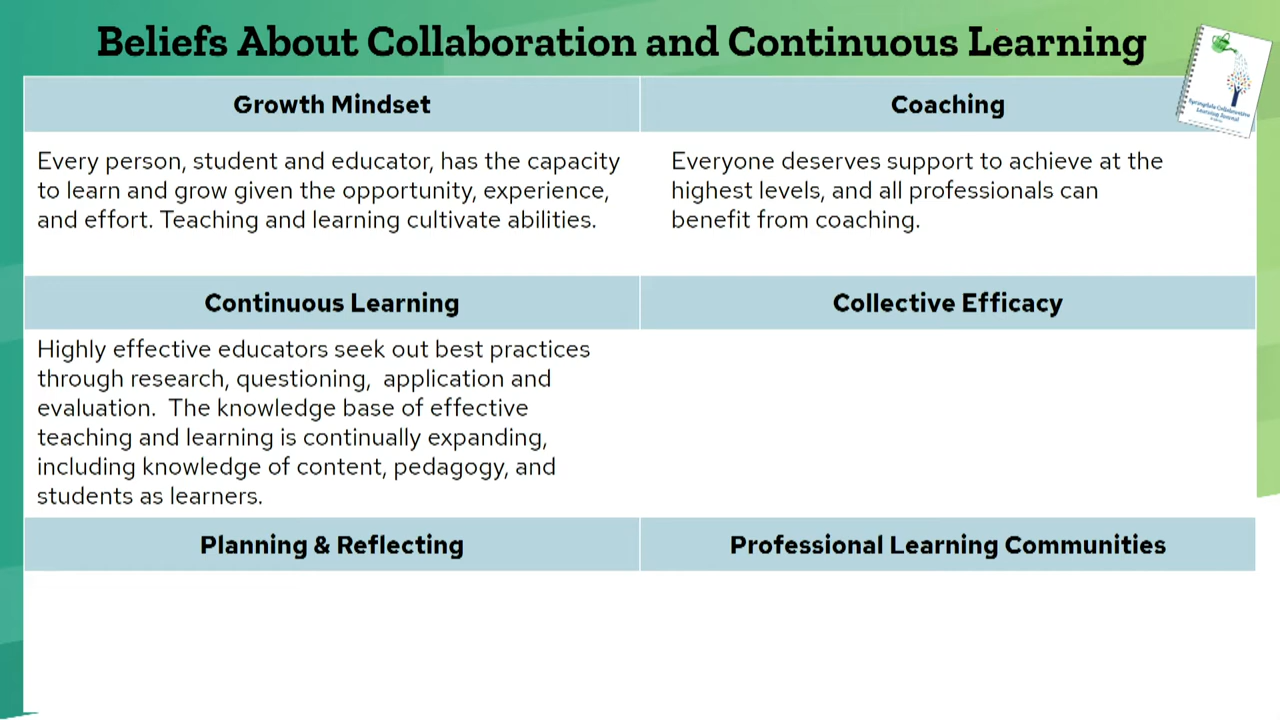 Beliefs About Collaboration and Continuous Learning
Springdale Collaborative
Learning Journal
Growth Mindset
Coaching
Every person, student and educator, has the capacity
to learn and grow given the opportunity, experience,
and effort. Teaching and learning cultivate abilities.
Everyone deserves support to achieve at the
highest levels, and all professionals can
benefit from coaching.
Continuous Learning
Collective Efficacy
Highly effective educators seek out best practices
through research, questioning,  application and
evaluation.  The knowledge base of effective
teaching and learning is continually expanding,
including knowledge of content, pedagogy, and
students as learners.
Planning & Reflecting
Professional Learning Communities